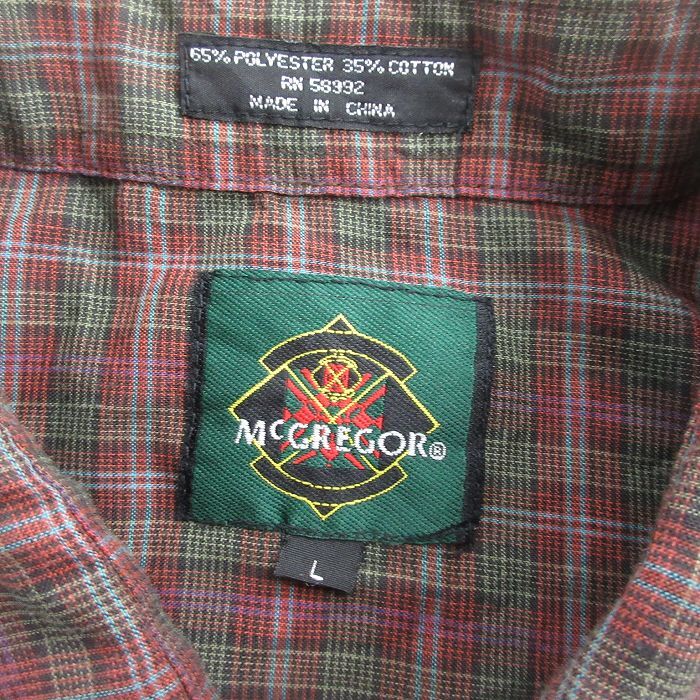 65% POLYESTER 35% COTTON
RN 58992
MADE IN CHINA
McGREGOR®
L